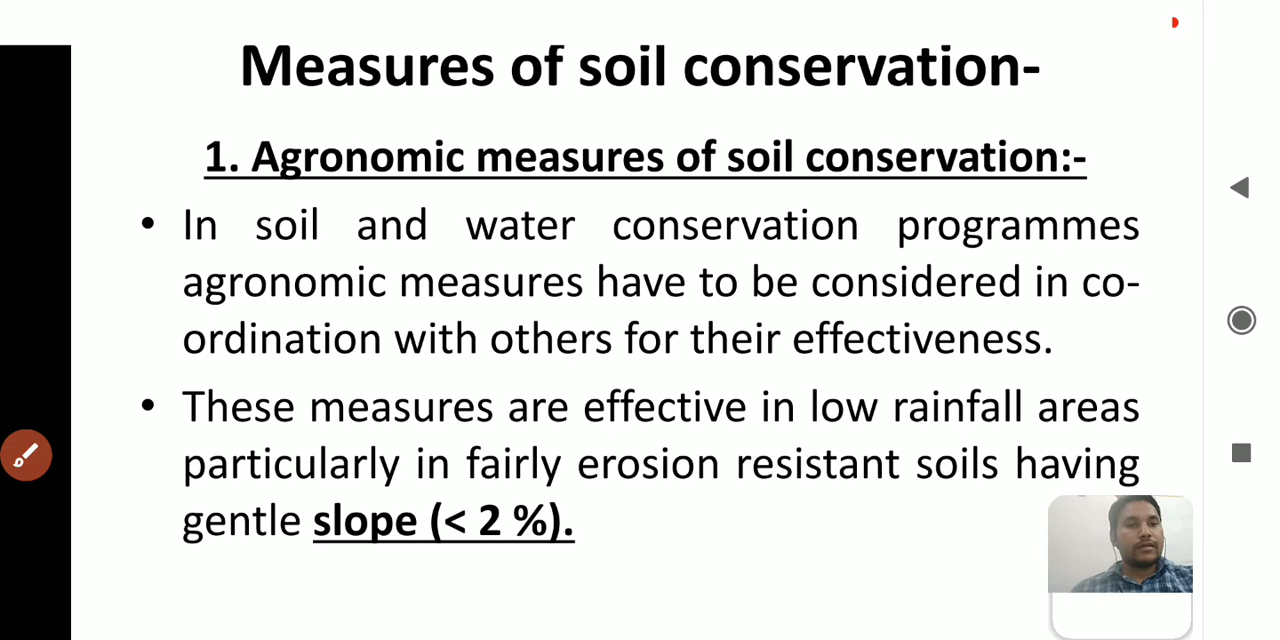 Measures of soil conservation-
1. Agronomic measures of soil conservation:-
• In soil and water conservation programmes
agronomic measures have to be considered in co-
ordination with others for their effectiveness.
• These measures are effective in low rainfall areas
particularly in fairly erosion resistant soils having
gentle slope (< 2 %).